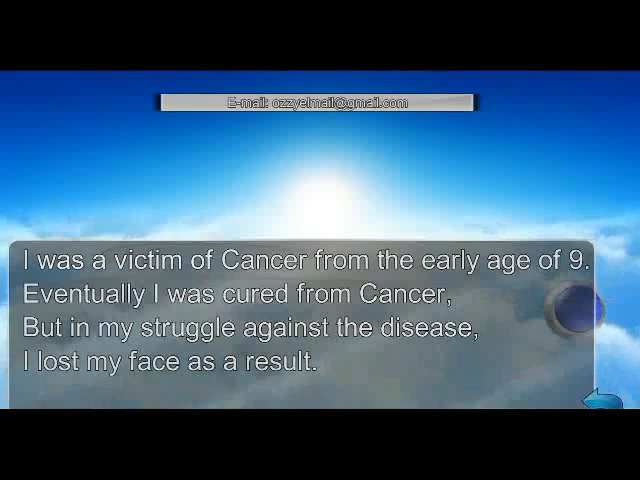 E-mail: ozzyelmail@gmail.com
I was a victim of Cancer from the early age of 9.
Eventually I was cured from Cancer,
But in my struggle against the disease,
I lost my face as a result.